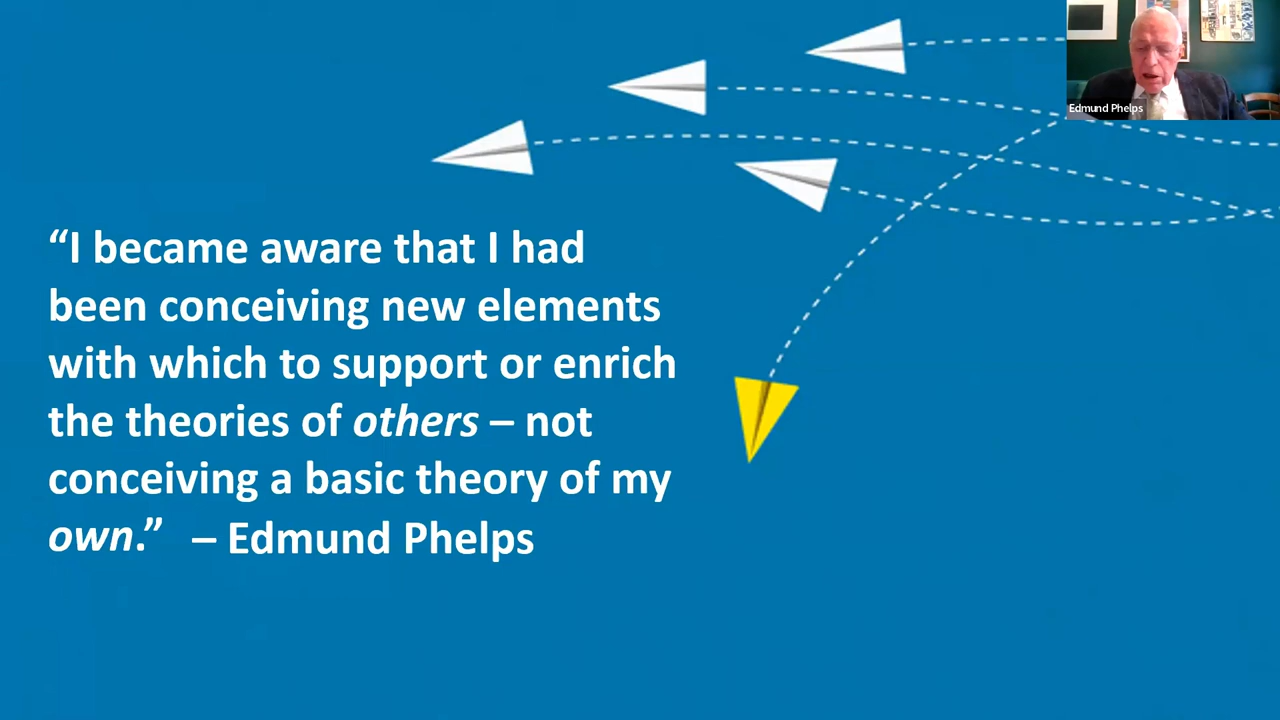 Edmund Phelps
“I became aware that I had
been conceiving new elements
with which to support or enrich
the theories of others – not
conceiving a basic theory of my
own.” – Edmund Phelps